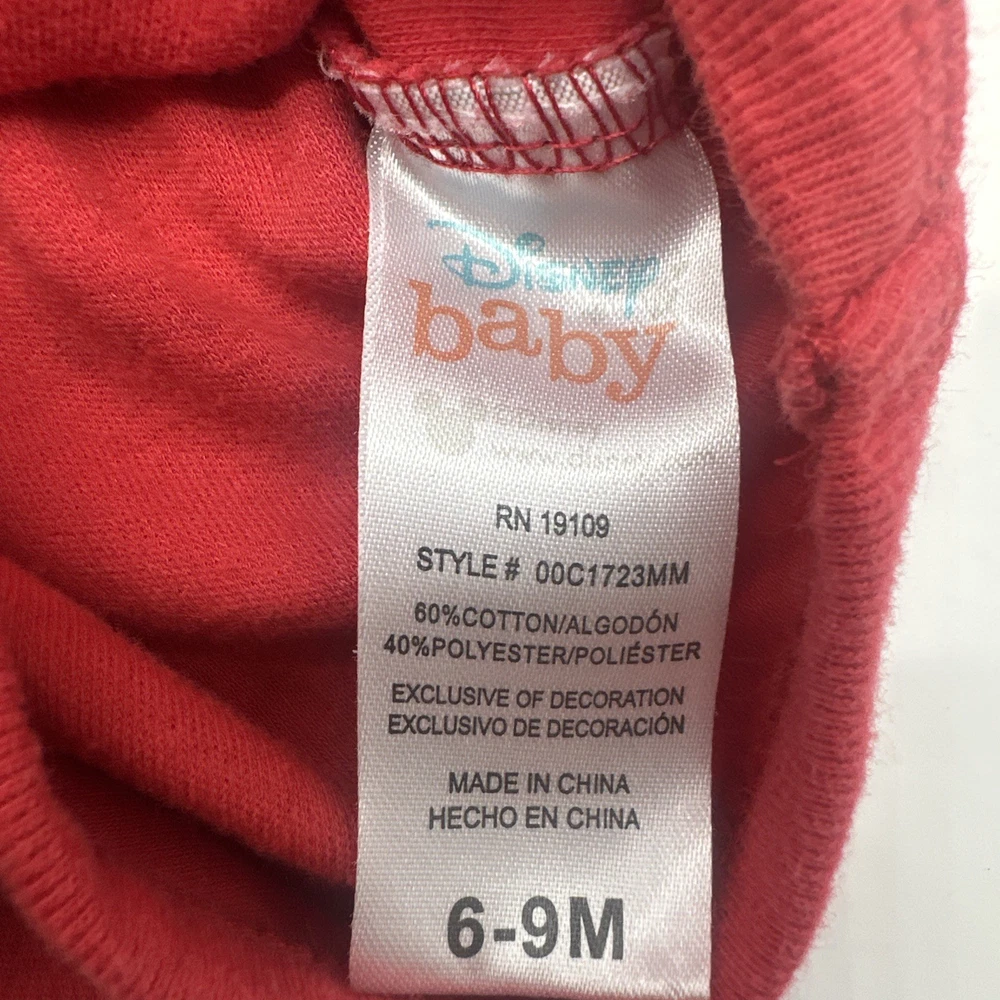 Disney
baby
RN 19109
STYLE # 00C1723MM
60%COTTON/ALGODÓN
40%POLYESTER/POLIÉSTER
EXCLUSIVE OF DECORATION
EXCLUSIVO DE DECORACIÓN
MADE IN CHINA
HECHO EN CHINA
6-9M